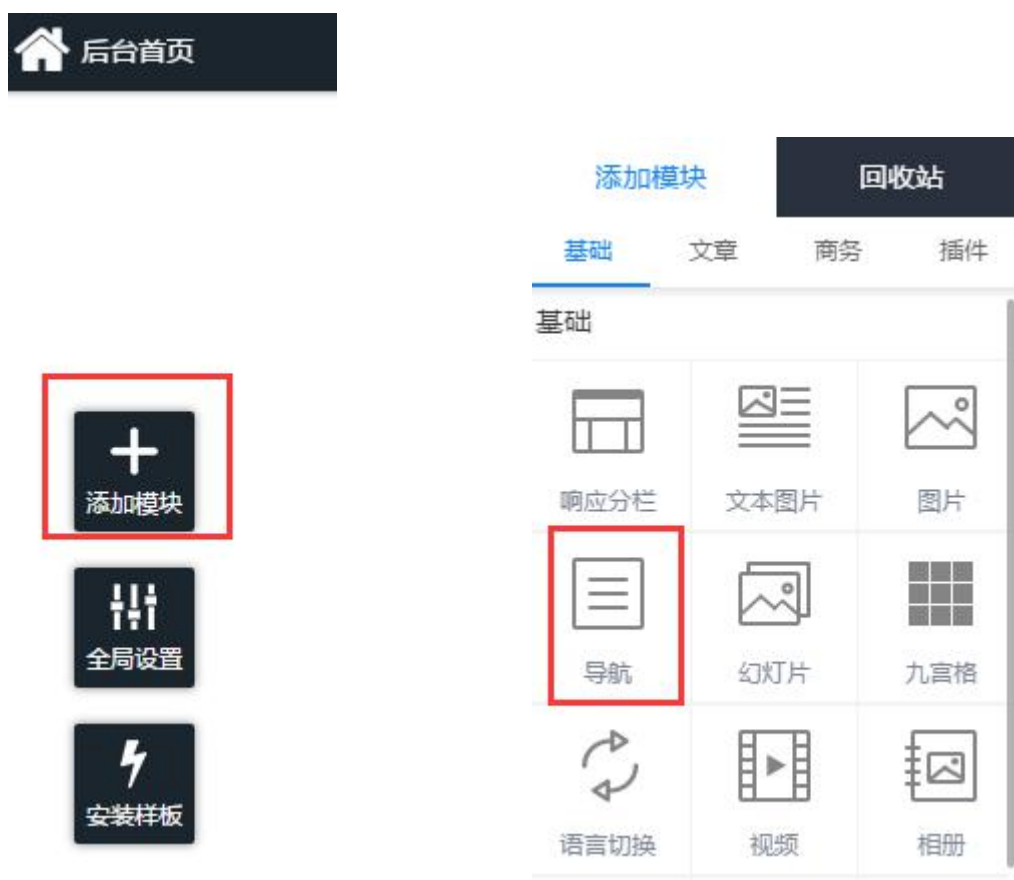 后台首页
添加模块
全局设置
安装样板
添加模块 回收站
基础 文章 商务 插件
基础
响应分栏 文本图片 图片
导航 幻灯片 九宫格
语言切换 视频 相册